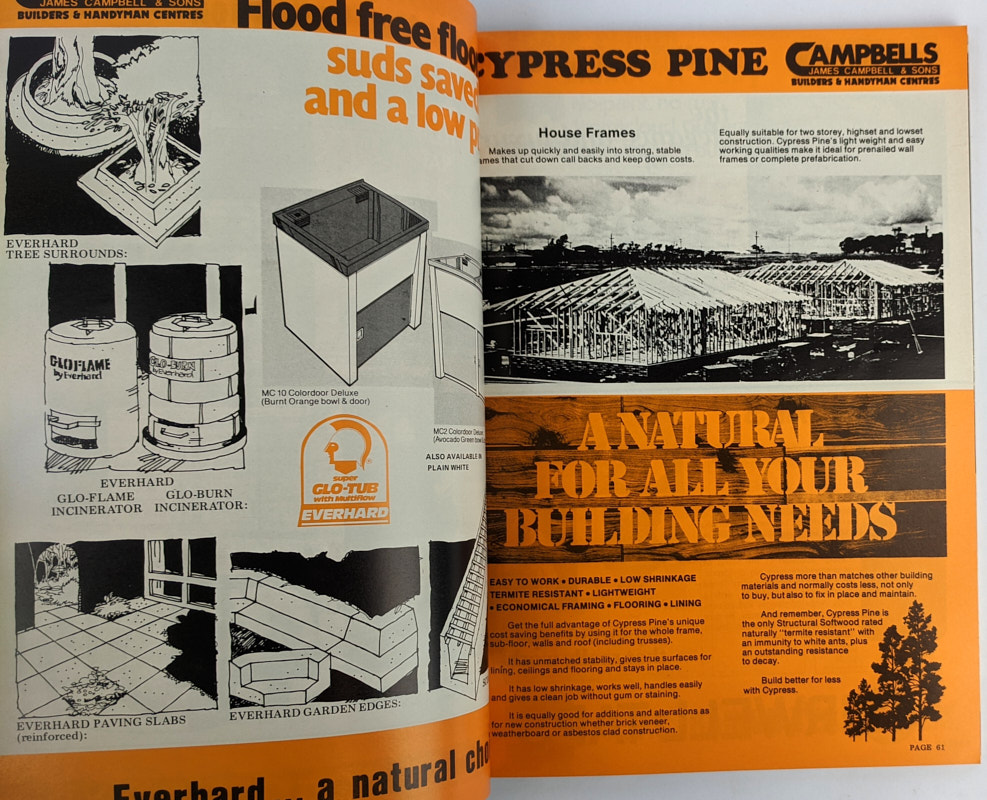 JAMES CAMPBELL & SONS
BUILDERS & HANDYMAN CENTRES
Flood free
suds
and a low
EVERHARD
TREE SURROUNDS:
GLO-FLAME
by Everhard
GLO-BURN
by Everhard
EVERHARD
GLO-FLAME GLO-BURN
INCINERATOR INCINERATOR:
MC 10 Colordoor Deluxe
(Burnt Orange bowl & door)
MC2 Colordoor
(Avocado Green
ALSO AVAILABLE IN
PLAIN WHITE
super
GLO-TUB
with Multiflow
EVERHARD
EVERHARD PAVING SLABS
(reinforced):
EVERHARD GARDEN EDGES:
Everhard ... a natural
CYPRESS PINE
CAMPBELLS
JAMES CAMPBELL & SONS
BUILDERS & HANDYMAN CENTRES
House Frames
Makes up quickly and easily into strong, stable
that cut down call backs and keep down costs.
Equally suitable for two storey, highset and lowset
construction. Cypress Pine's light weight and easy
working qualities make it ideal for prenailed wall
frames or complete prefabrication.
A NATURAL
FOR ALL YOUR
BUILDING NEEDS
EASY TO WORK • DURABLE • LOW SHRINKAGE
TERMITE RESISTANT • LIGHTWEIGHT
• ECONOMICAL FRAMING • FLOORING • LINING
Get the full advantage of Cypress Pine's unique
cost saving benefits by using it for the whole frame,
sub-floor, walls and roof (including trusses).
It has unmatched stability, gives true surfaces for
lining, ceilings and flooring and stays in place.
It has low shrinkage, works well, handles easily
and gives a clean job without gum or staining.
It is equally good for additions and alterations as
for new construction whether brick veneer,
weatherboard or asbestos clad construction.
Cypress more than matches other building
materials and normally costs less, not only
to buy, but also to fix in place and maintain.
And remember, Cypress Pine is
the only Structural Softwood rated
naturally "termite resistant" with
an immunity to white ants, plus
an outstanding resistance
to decay.
Build better for less
with Cypress.
PAGE 61